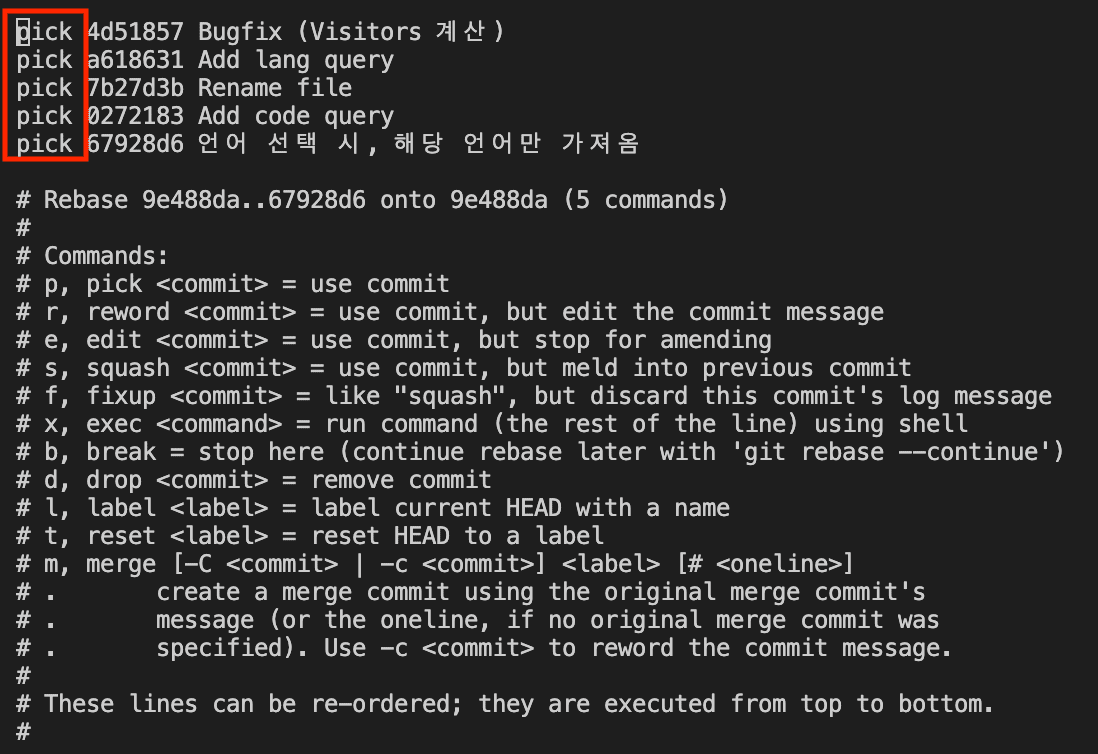 pick 4d51857 Bugfix (Visitors 계산)
pick a618631 Add lang query
pick 7b27d3b Rename file
pick 0272183 Add code query
pick 67928d6 언어 선택 시, 해당 언어만 가져옴

# Rebase 9e488da..67928d6 onto 9e488da (5 commands)
#
# Commands:
# p, pick <commit> = use commit
# r, reword <commit> = use commit, but edit the commit message
# e, edit <commit> = use commit, but stop for amending
# s, squash <commit> = use commit, but meld into previous commit
# f, fixup <commit> = like "squash", but discard this commit's log message
# x, exec <command> = run command (the rest of the line) using shell
# b, break = stop here (continue rebase later with 'git rebase --continue')
# d, drop <commit> = remove commit
# l, label <label> = label current HEAD with a name
# t, reset <label> = reset HEAD to a label
# m, merge [-C <commit> | -c <commit>] <label> [# <oneline>]
# .       create a merge commit using the original merge commit's
# .       message (or the oneline, if no original merge commit was
# .       specified). Use -c <commit> to reword the commit message.
#
# These lines can be re-ordered; they are executed from top to bottom.
#